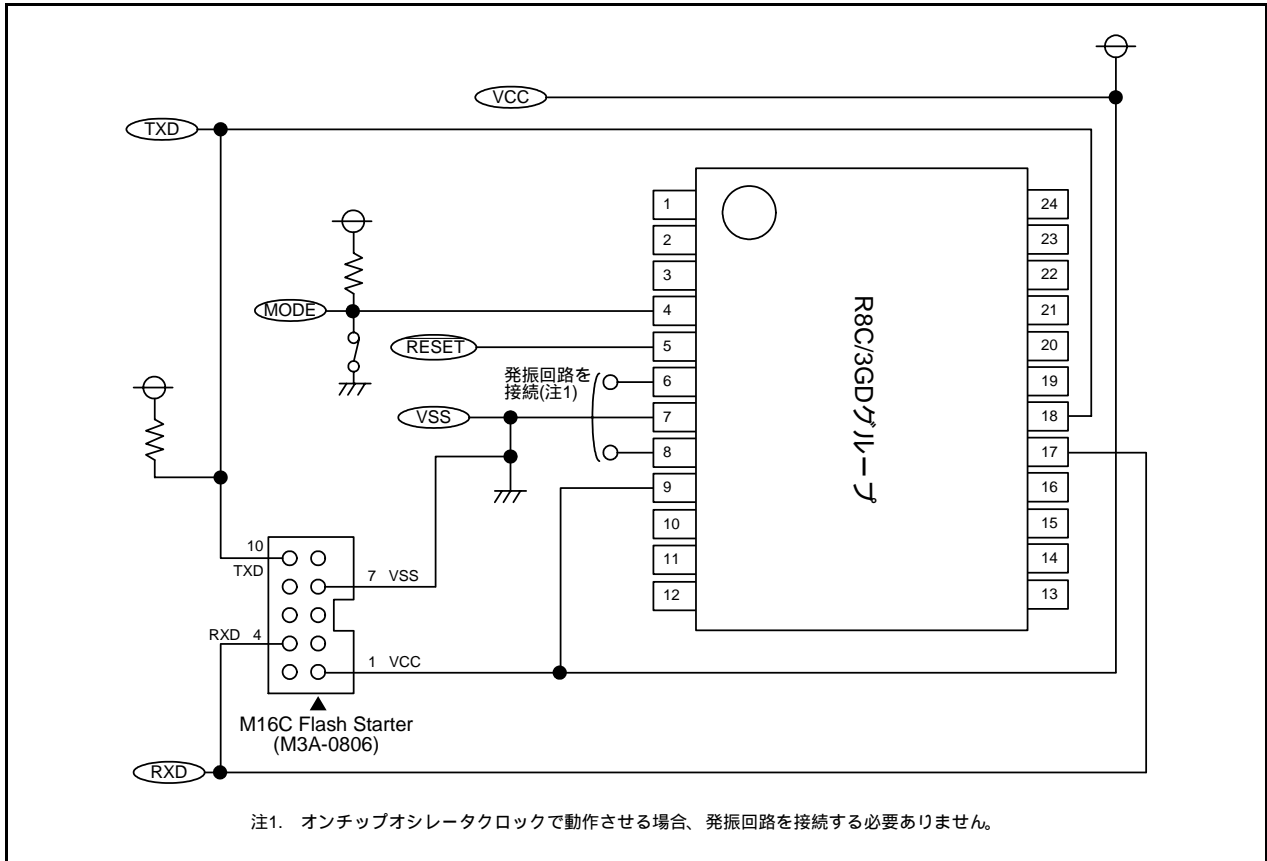 VCC
TXD
MODE
RESET
発振回路を
接続(注1)
VSS
1
2
3
4
5
6
7
8
9
10
11
12
R8C/3GDグループ
24
23
22
21
20
19
18
17
16
15
14
13
10
TXD
7 VSS
RXD 4
1 VCC
M16C Flash Starter
(M3A-0806)
RXD
注1. オンチップオシレータクロックで動作させる場合、発振回路を接続する必要ありません。